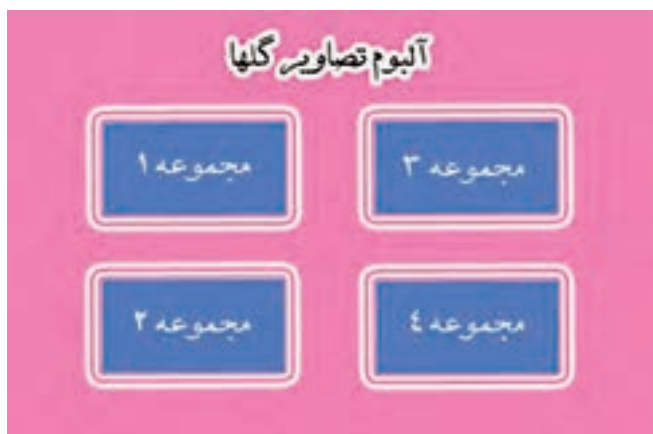 آلبوم تصاویر گلها
مجموعه ۳
مجموعه ۱
مجموعه ٤
مجموعه ۲